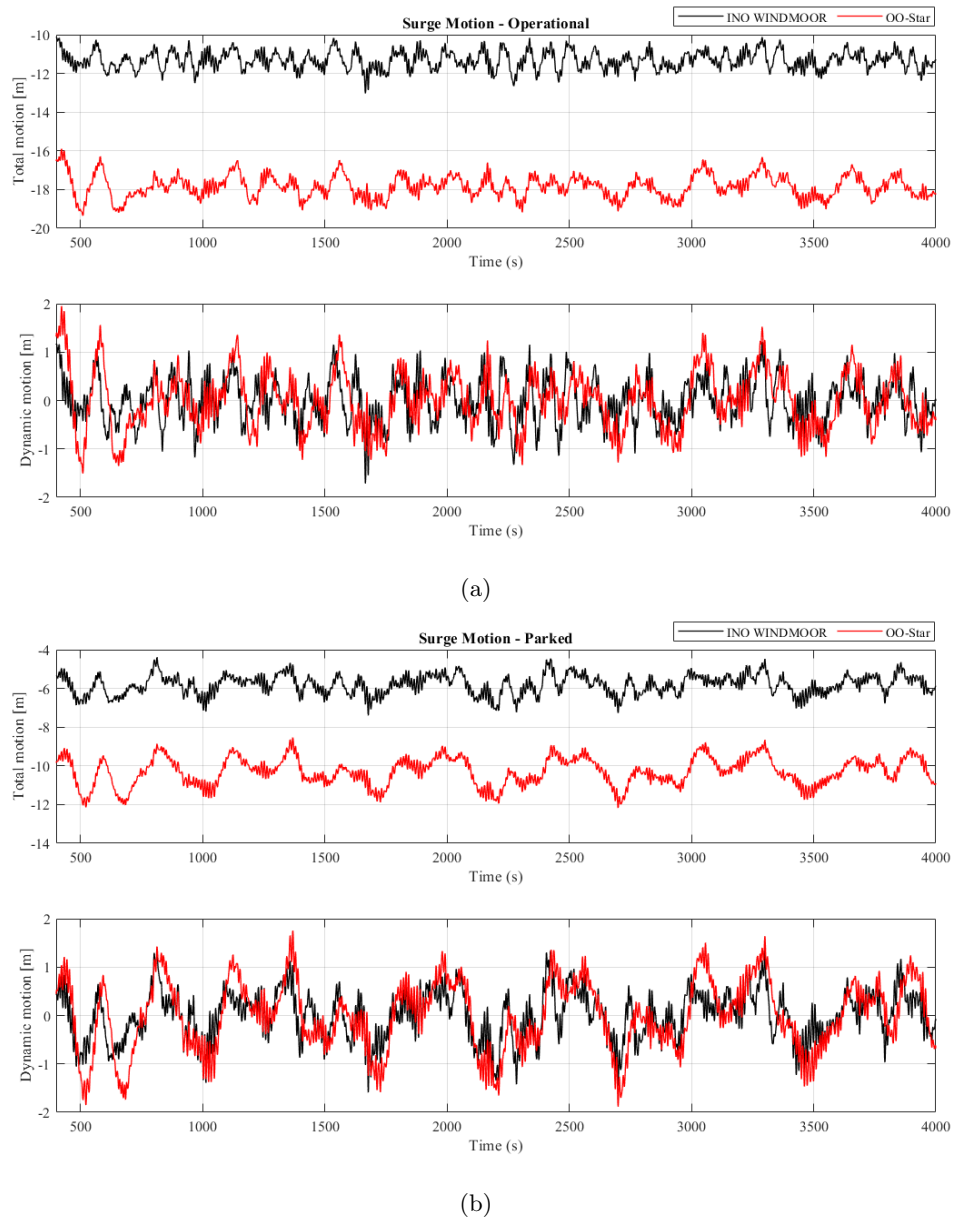 Surge Motion - Operational
INO WINDMOOR OO-Star
Total motion [m]
-10
-12
-14
-16
-18
-20
500 1000 1500 2000 2500 3000 3500 4000
Time (s)
Dynamic motion [m]
2
1
0
-1
-2
500 1000 1500 2000 2500 3000 3500 4000
Time (s)
(a)
Surge Motion - Parked
INO WINDMOOR OO-Star
Total motion [m]
-4
-6
-8
-10
-12
-14
500 1000 1500 2000 2500 3000 3500 4000
Time (s)
Dynamic motion [m]
2
1
0
-1
-2
500 1000 1500 2000 2500 3000 3500 4000
Time (s)
(b)